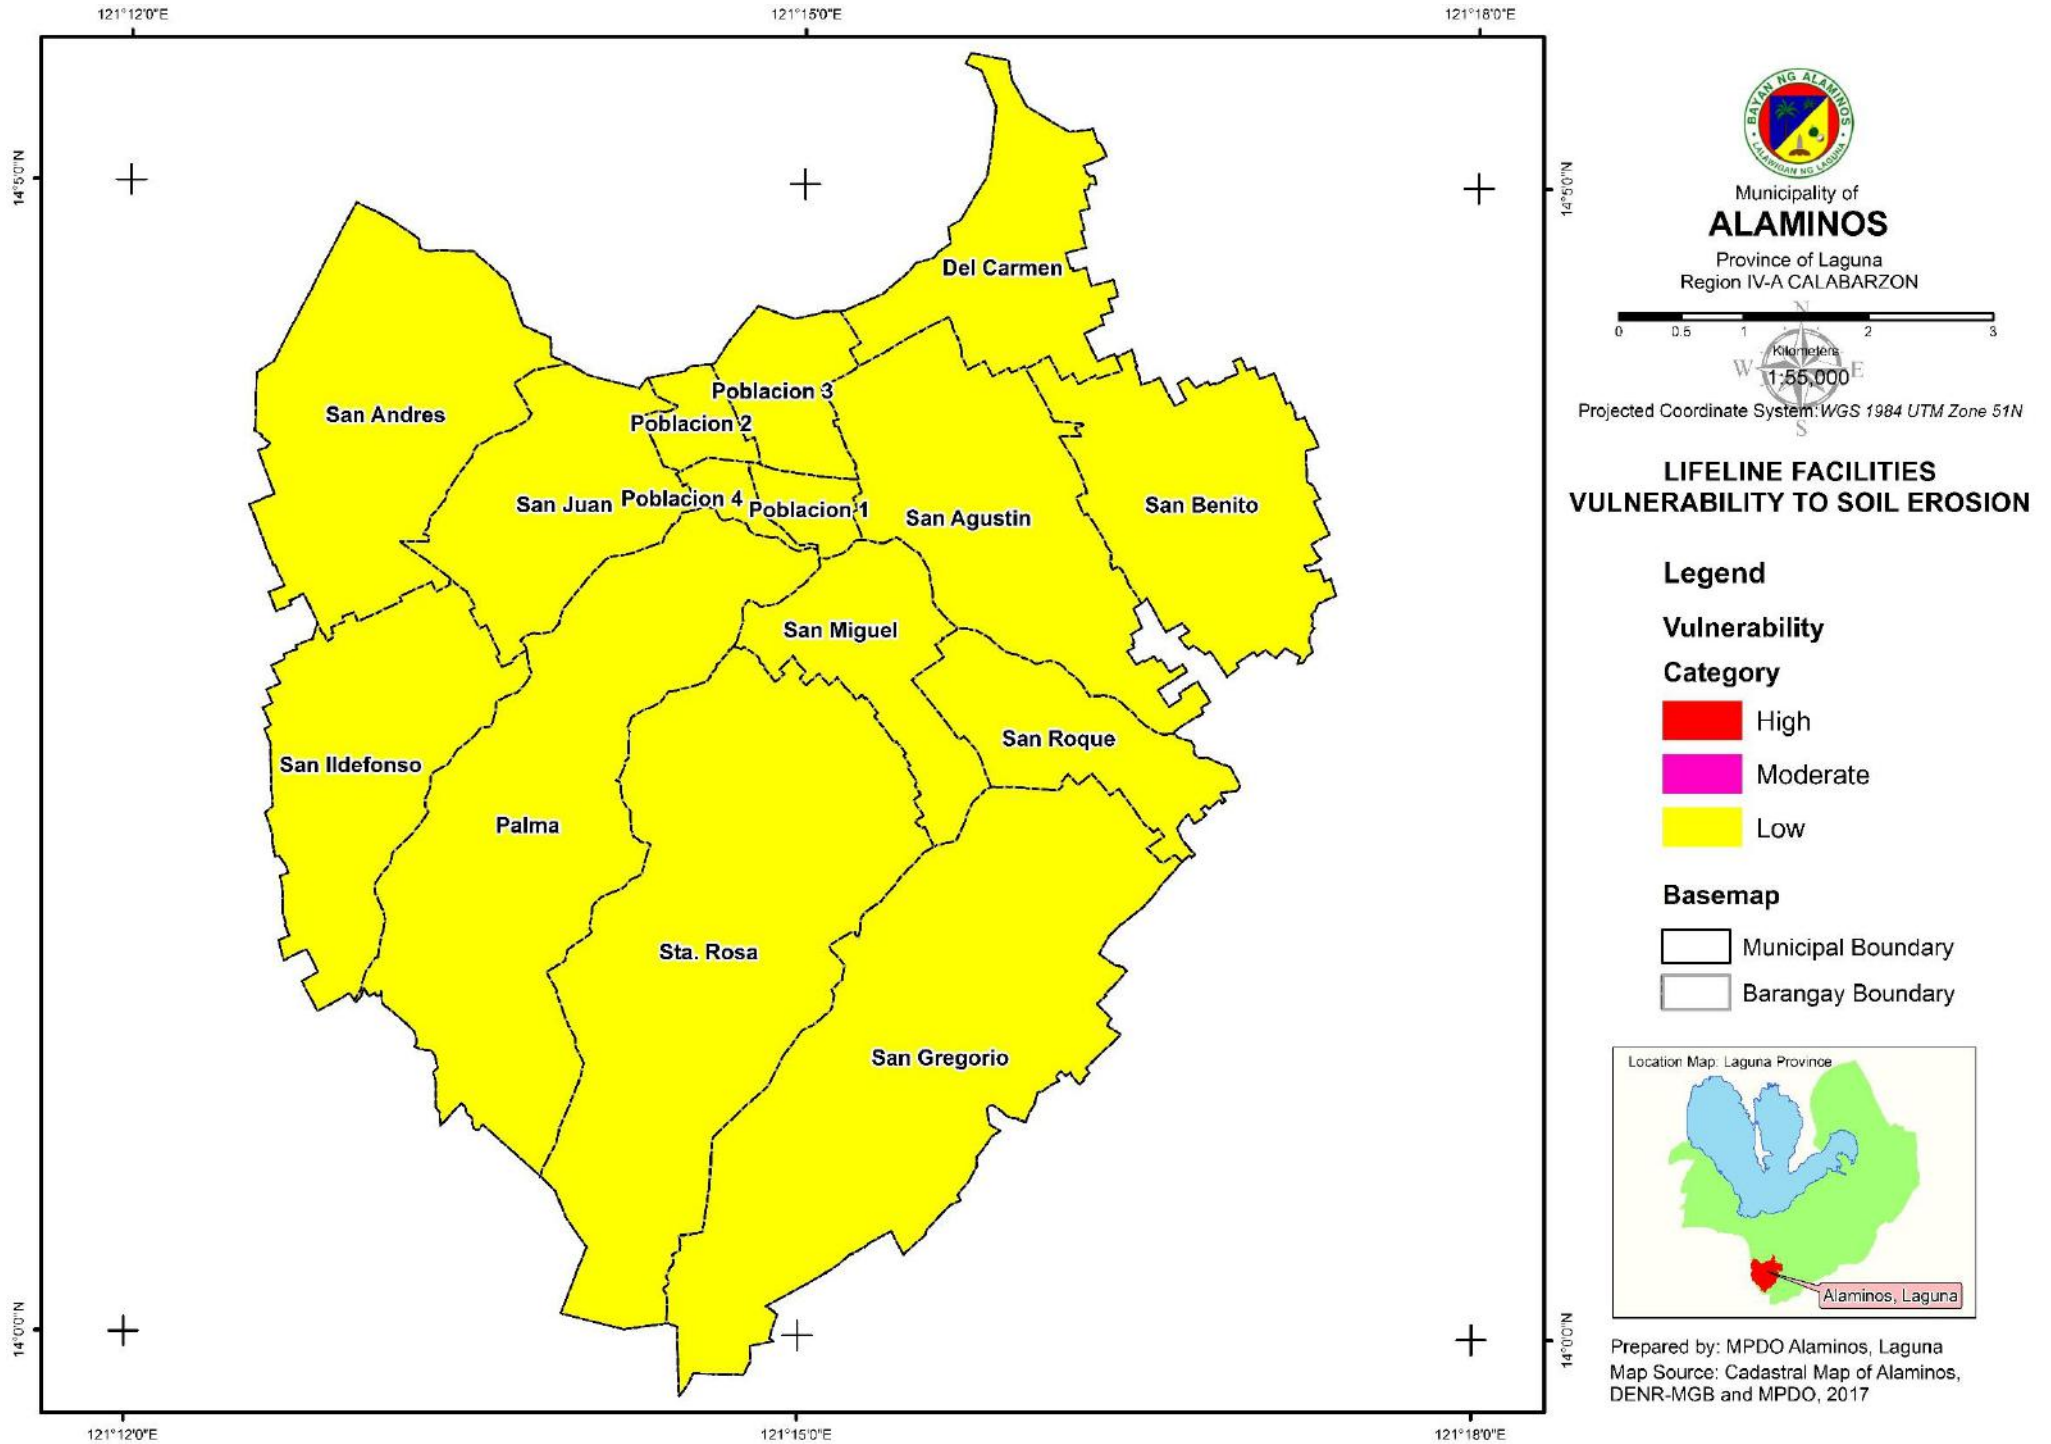 121°12'0"E
121°15'0"E
121°18'0"E
14°5'0"N
14°5'0"N
Del Carmen
San Andres
Poblacion 3
Poblacion 2
San Juan
Poblacion 4
Poblacion 1
San Agustin
San Benito
San Miguel
San Roque
San Ildefonso
Palma
Sta. Rosa
San Gregorio
14°0'0"N
14°0'0"N
121°12'0"E
121°15'0"E
121°18'0"E
BAYAN NG ALAMINOS
LALAWIGAN NG LAGUNA
Municipality of
ALAMINOS
Province of Laguna
Region IV-A CALABARZON
N
0 0.5 1 2 3
Kilometers
W E
1:55,000
Projected Coordinate System:WGS 1984 UTM Zone 51N
S
LIFELINE FACILITIES
VULNERABILITY TO SOIL EROSION
Legend
Vulnerability
Category
High
Moderate
Low
Basemap
Municipal Boundary
Barangay Boundary
Location Map: Laguna Province
Alaminos, Laguna
Prepared by: MPDO Alaminos, Laguna
Map Source: Cadastral Map of Alaminos,
DENR-MGB and MPDO, 2017